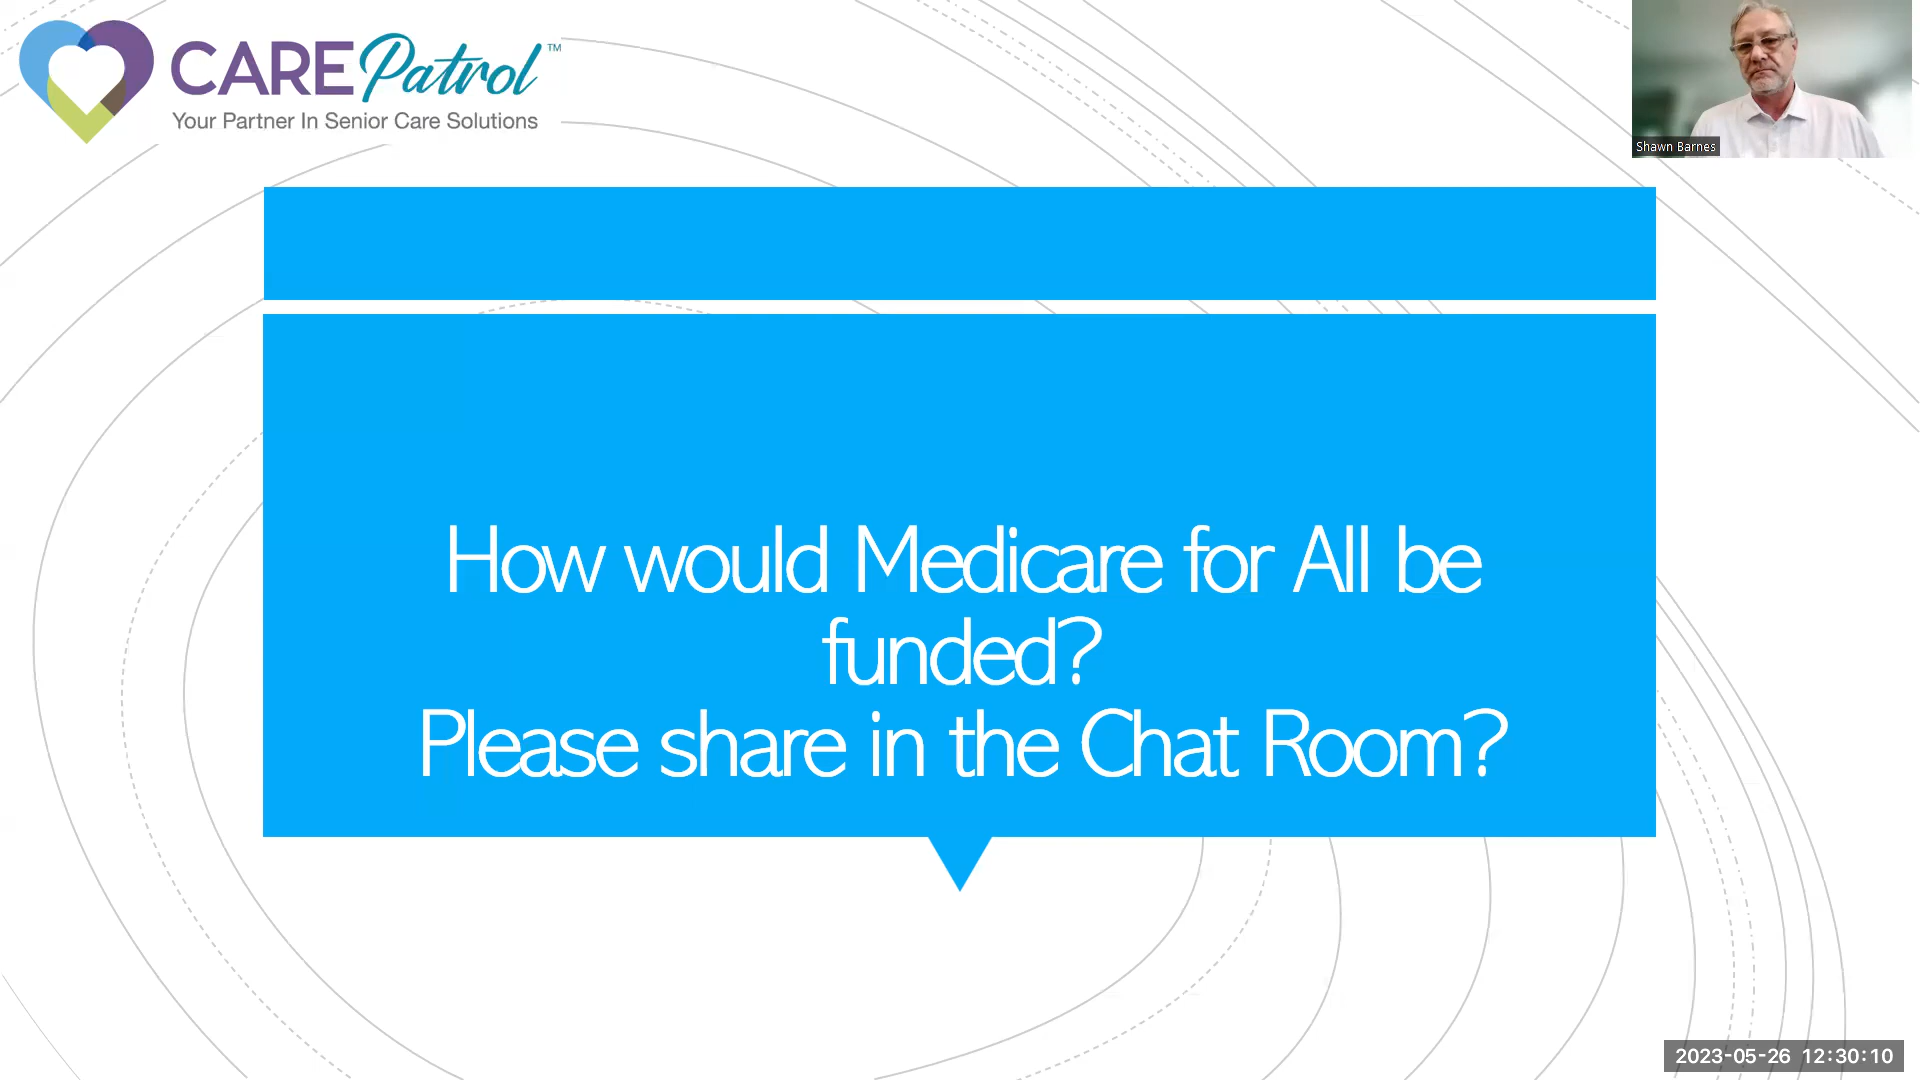 CAREPatrol™
Your Partner In Senior Care Solutions
Shawn Barnes
How would Medicare for All be
funded?
Please share in the Chat Room?
2023-05-26 12:30:10